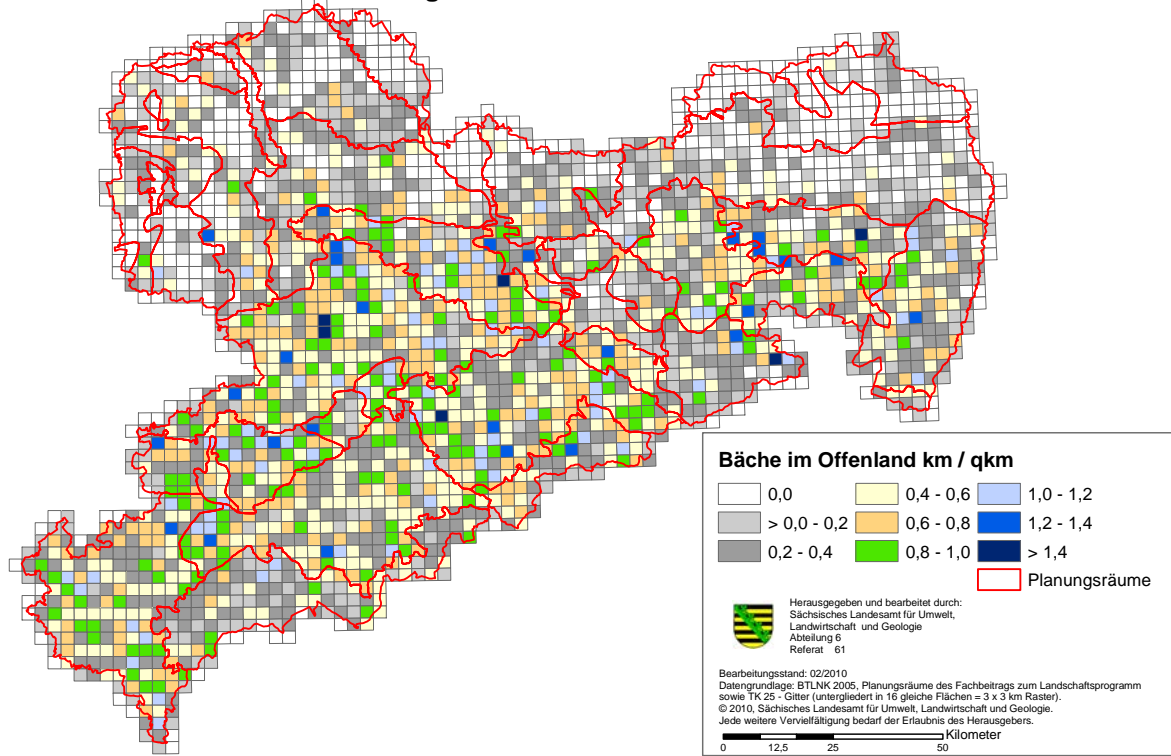 Bäche im Offenland km / qkm
0,0
> 0,0 - 0,2
0,2 - 0,4
0,4 - 0,6
0,6 - 0,8
0,8 - 1,0
1,0 - 1,2
1,2 - 1,4
> 1,4
Planungsräume
Herausgegeben und bearbeitet durch:
Sächsisches Landesamt für Umwelt,
Landwirtschaft und Geologie
Abteilung 6
Referat 61
Bearbeitungsstand: 02/2010
Datengrundlage: BTLNK 2005, Planungsräume des Fachbeitrags zum Landschaftsprogramm
sowie TK 25 - Gitter (untergliedert in 16 gleiche Flächen = 3 x 3 km Raster).
© 2010, Sächsisches Landesamt für Umwelt, Landwirtschaft und Geologie.
Jede weitere Vervielfältigung bedarf der Erlaubnis des Herausgebers.
Kilometer
0 12,5 25 50